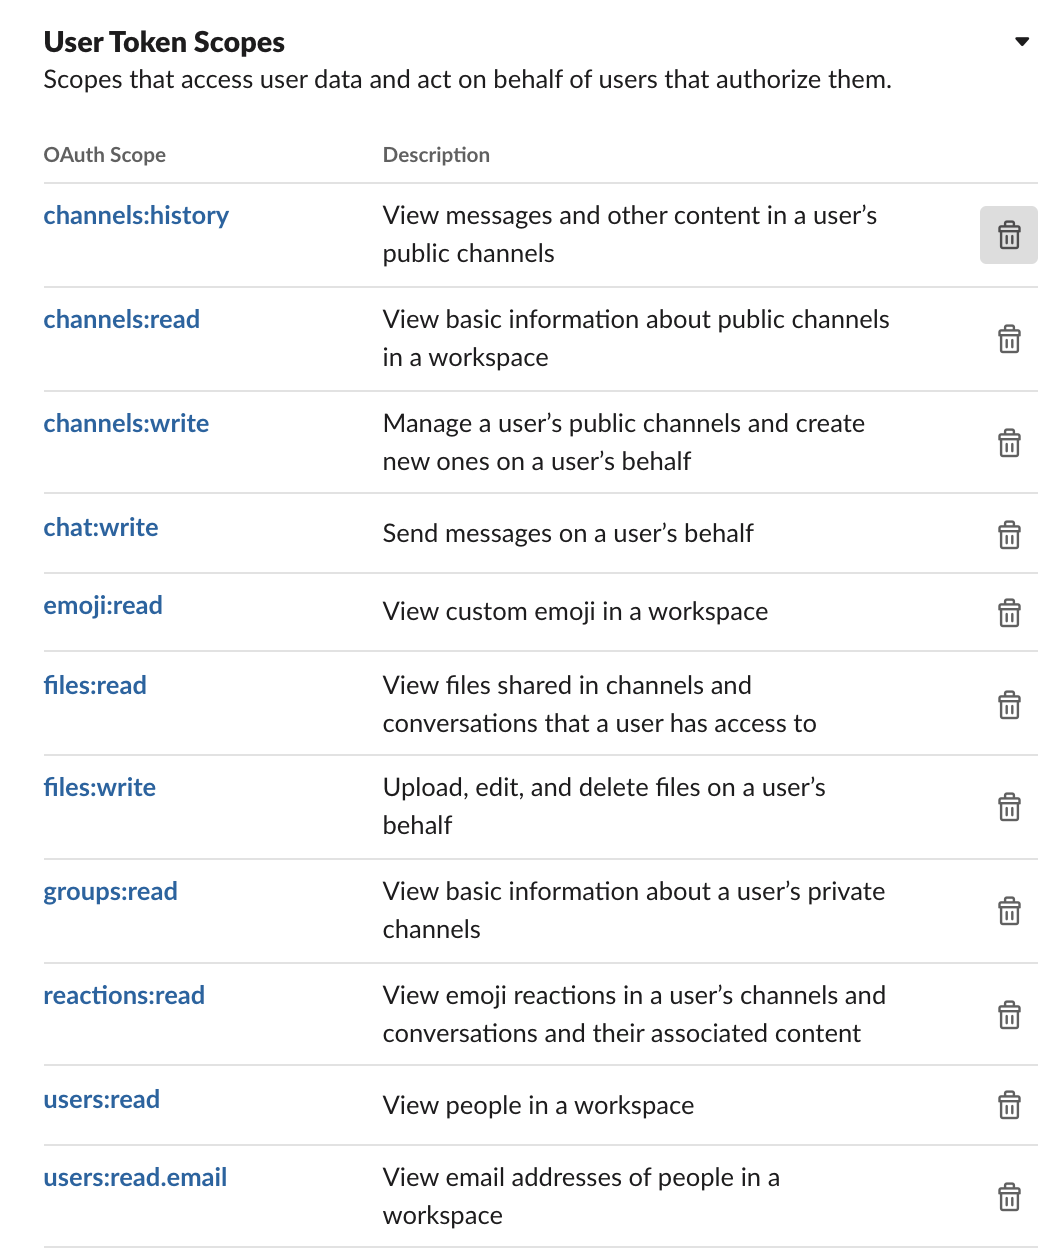 User Token Scopes
Scopes that access user data and act on behalf of users that authorize them.
OAuth Scope Description
channels:history View messages and other content in a user’s
public channels
channels:read View basic information about public channels
in a workspace
channels:write Manage a user’s public channels and create
new ones on a user’s behalf
chat:write Send messages on a user’s behalf
emoji:read View custom emoji in a workspace
files:read View files shared in channels and
conversations that a user has access to
files:write Upload, edit, and delete files on a user’s
behalf
groups:read View basic information about a user’s private
channels
reactions:read View emoji reactions in a user’s channels and
conversations and their associated content
users:read View people in a workspace
users:read.email View email addresses of people in a
workspace